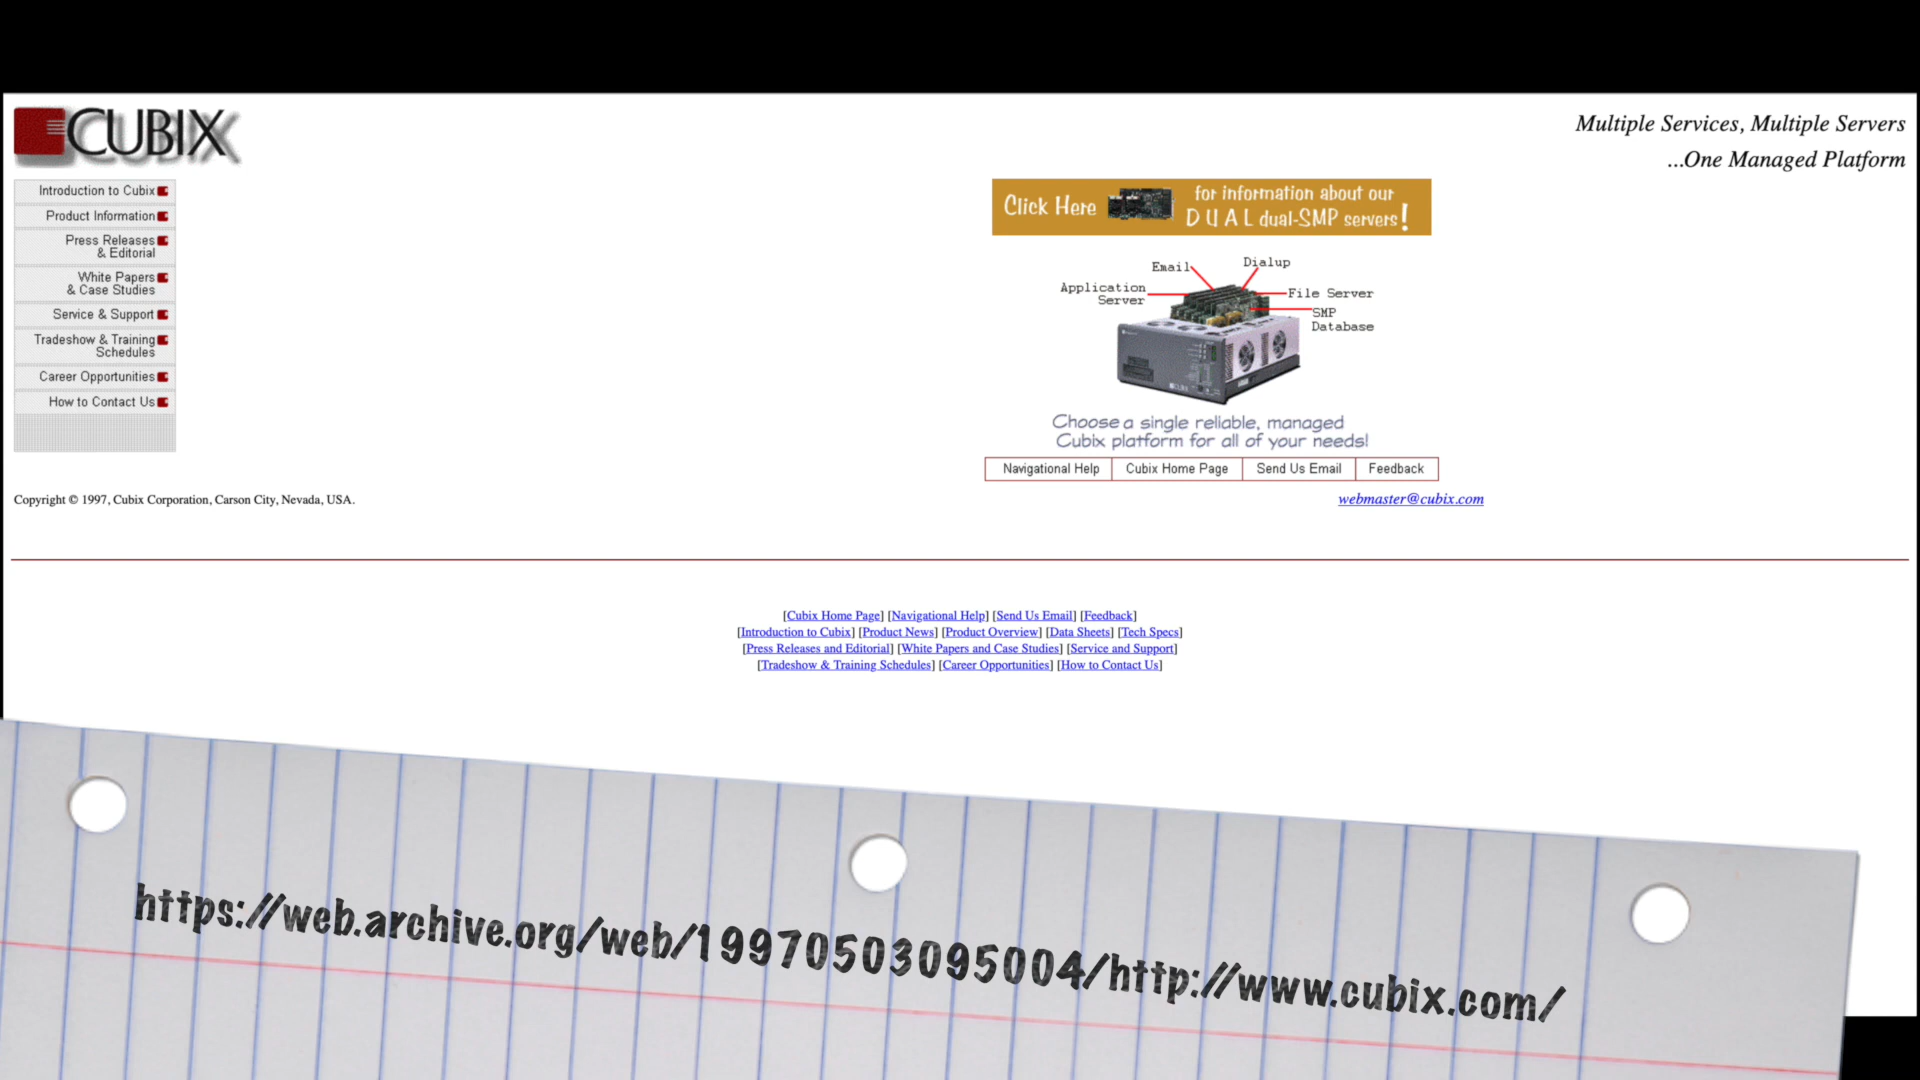 CUBIX
Multiple Services, Multiple Servers
...One Managed Platform
Introduction to Cubix
Product Information
Press Releases
& Editorial
White Papers
& Case Studies
Service & Support
Tradeshow & Training
Schedules
Career Opportunities
How to Contact Us
Click Here
for information about our
DUAL dual-SMP servers!
Email
Dialup
Application
Server
File Server
SMP
Database
CUBIX
Choose a single reliable, managed
Cubix platform for all of your needs!
Navigational Help
Cubix Home Page
Send Us Email
Feedback
Copyright © 1997, Cubix Corporation, Carson City, Nevada, USA.
webmaster@cubix.com
[Cubix Home Page] [Navigational Help] [Send Us Email] [Feedback]
[Introduction to Cubix] [Product News] [Product Overview] [Data Sheets] [Tech Specs]
[Press Releases and Editorial] [White Papers and Case Studies] [Service and Support]
[Tradeshow & Training Schedules] [Career Opportunities] [How to Contact Us]
https://web.archive.org/web/19970503095004/http://www.cubix.com/